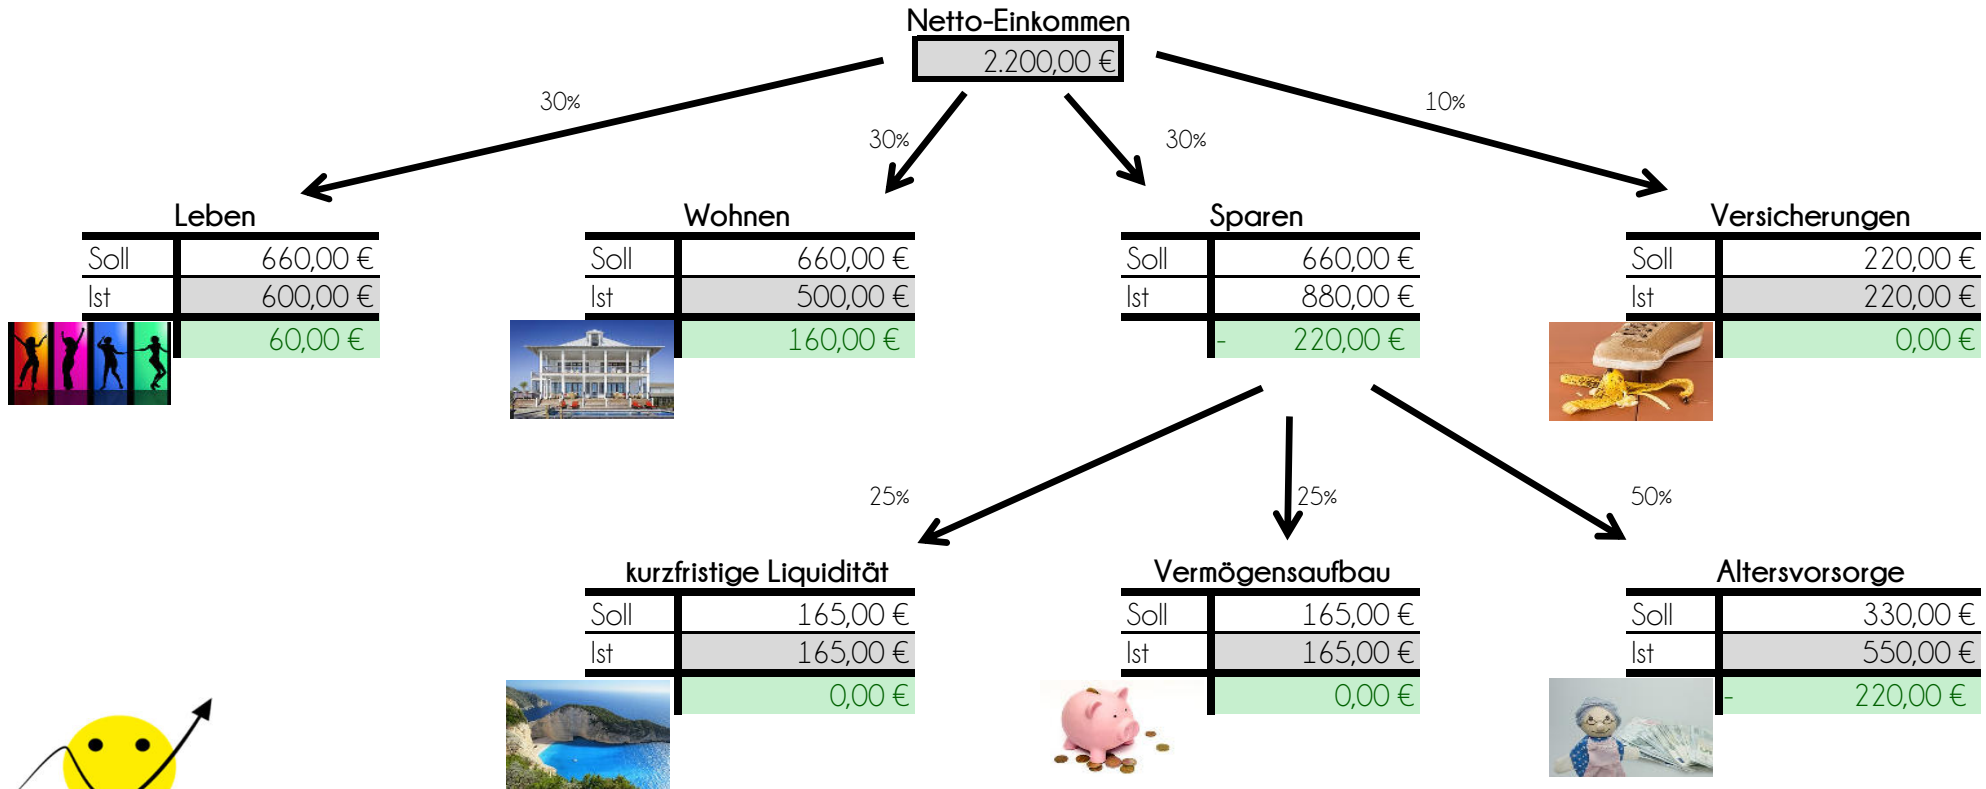 Netto-Einkommen
2.200,00 €
30%
10%
30%
30%
Leben
Wohnen
Sparen
Versicherungen
Soll 660,00 €
Soll 660,00 €
Soll 660,00 €
Soll 220,00 €
Ist 600,00 €
Ist 500,00 €
Ist 880,00 €
Ist 220,00 €
60,00 €
160,00 €
- 220,00 €
0,00 €
25%
25%
50%
kurzfristige Liquidität
Vermögensaufbau
Altersvorsorge
Soll 165,00 €
Soll 165,00 €
Soll 330,00 €
Ist 165,00 €
Ist 165,00 €
Ist 550,00 €
0,00 €
0,00 €
- 220,00 €